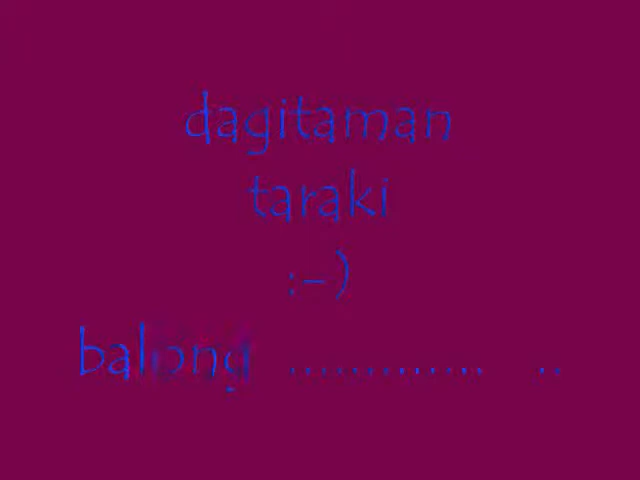 dagitaman
taraki
:-)
balong ................. ..